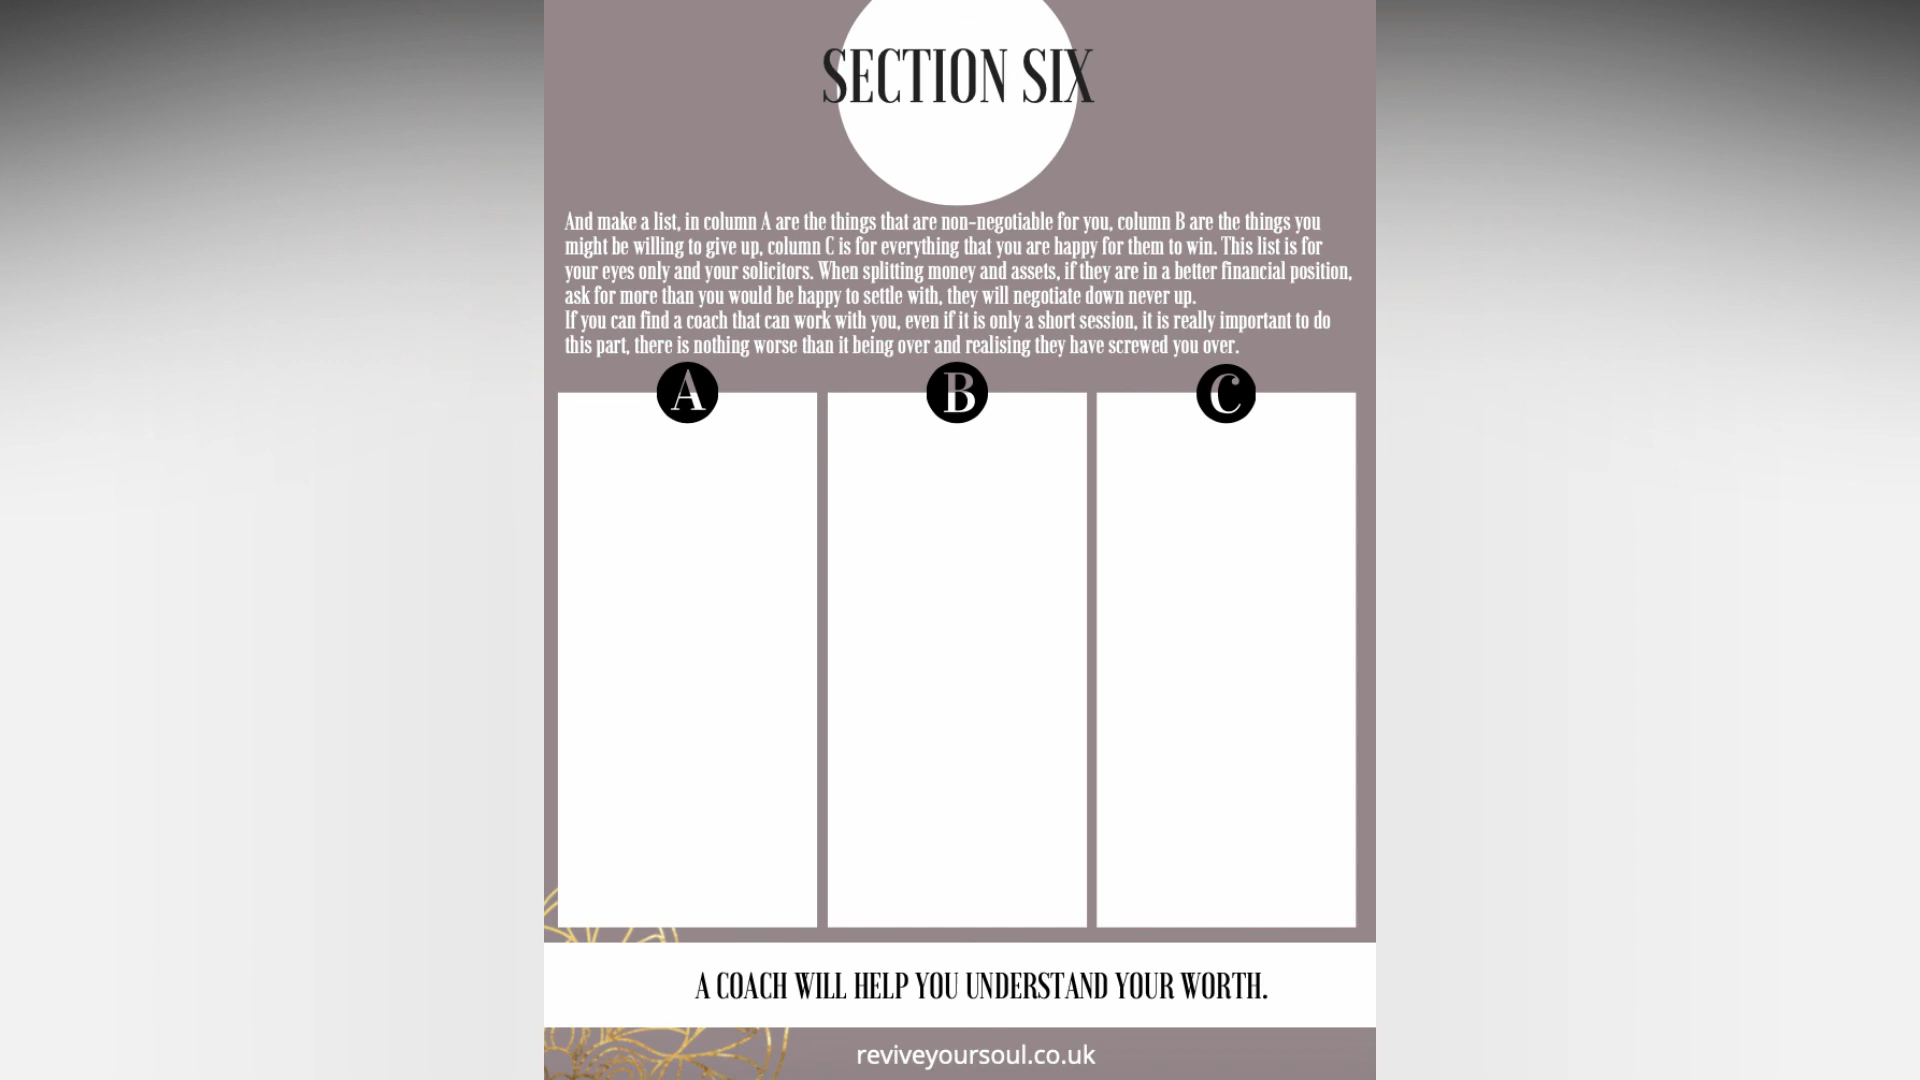 SECTION SIX
And make a list, in column A are the things that are non-negotiable for you, column B are the things you
might be willing to give up, column C is for everything that you are happy for them to win. This list is for
your eyes only and your solicitors. When splitting money and assets, if they are in a better financial position,
ask for more than you would be happy to settle with, they will negotiate down never up.
If you can find a coach that can work with you, even if it is only a short session, it is really important to do
this part, there is nothing worse than it being over and realising they have screwed you over.
A
B
C
A COACH WILL HELP YOU UNDERSTAND YOUR WORTH.
reviveyoursoul.co.uk